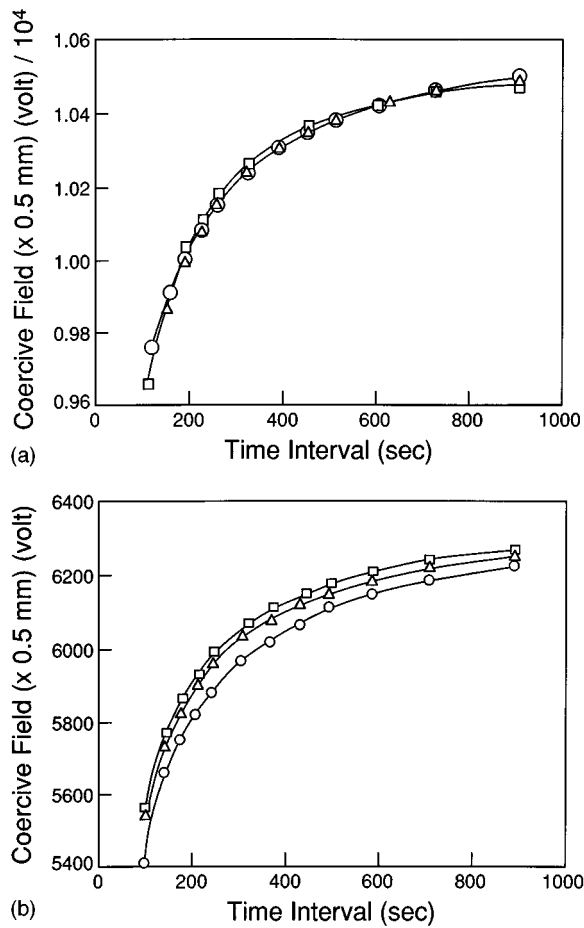 1.06
1.04
1.02
1.00
0.98
0.96
0 200 400 600 800 1000
Coercive Field (x 0.5 mm) (volt) / 10⁴
Time Interval (sec)
(a)
6400
6200
6000
5800
5600
5400
0 200 400 600 800 1000
Coercive Field (x 0.5 mm) (volt)
Time Interval (sec)
(b)